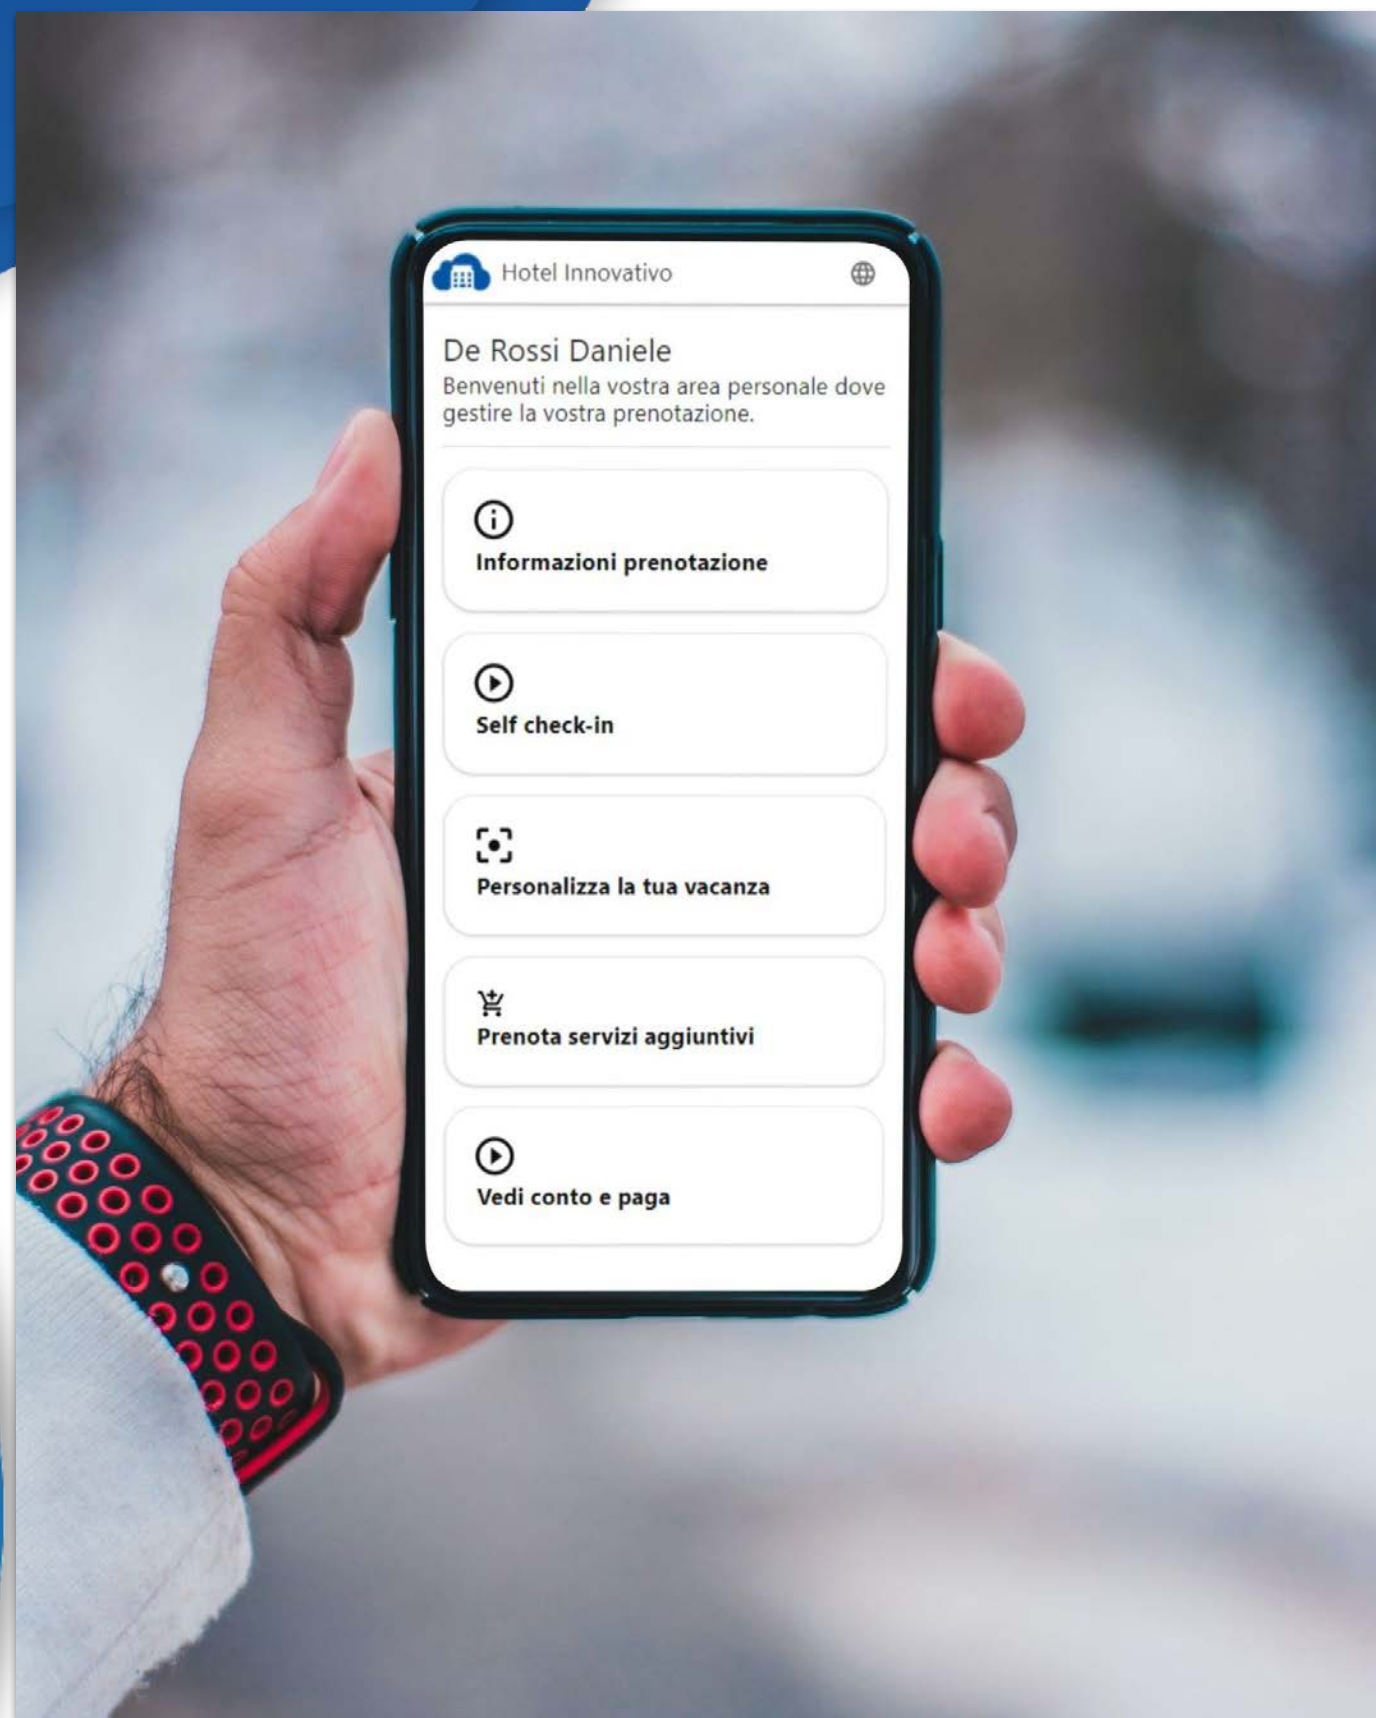 Hotel Innovativo
De Rossi Daniele
Benvenuti nella vostra area personale dove
gestire la vostra prenotazione.
Informazioni prenotazione
Self check-in
Personalizza la tua vacanza
Prenota servizi aggiuntivi
Vedi conto e paga